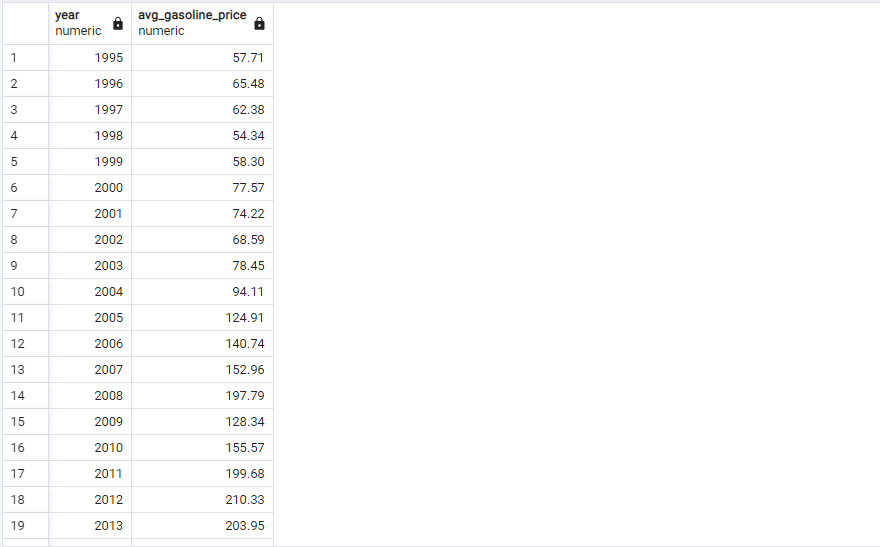 year avg_gasoline_price
numeric numeric
1 1995 57.71
2 1996 65.48
3 1997 62.38
4 1998 54.34
5 1999 58.30
6 2000 77.57
7 2001 74.22
8 2002 68.59
9 2003 78.45
10 2004 94.11
11 2005 124.91
12 2006 140.74
13 2007 152.96
14 2008 197.79
15 2009 128.34
16 2010 155.57
17 2011 199.68
18 2012 210.33
19 2013 203.95